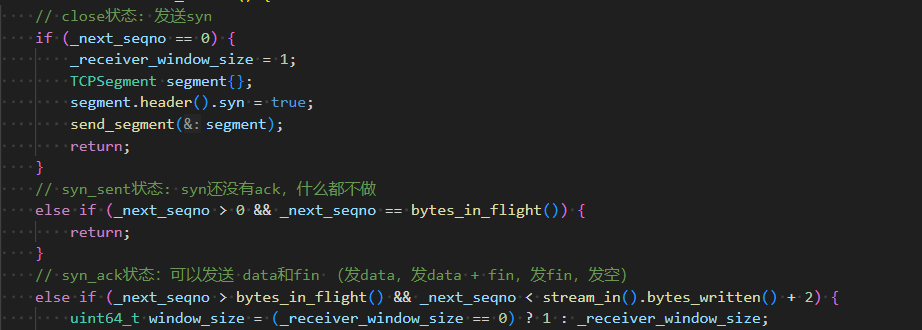 // close状态: 发送syn
if (_next_seqno == 0) {
_receiver_window_size = 1;
TCPSegment segment{};
segment.header().syn = true;
send_segment(&: segment);
return;
}
// syn_sent状态: syn还没有ack, 什么都不做
else if (_next_seqno > 0 && _next_seqno == bytes_in_flight()) {
return;
}
// syn_ack状态: 可以发送 data和fin （发data, 发data + fin, 发fin, 发空）
else if (_next_seqno > bytes_in_flight() && _next_seqno < stream_in().bytes_written() + 2) {
uint64_t window_size = (_receiver_window_size == 0) ? 1 : _receiver_window_size;